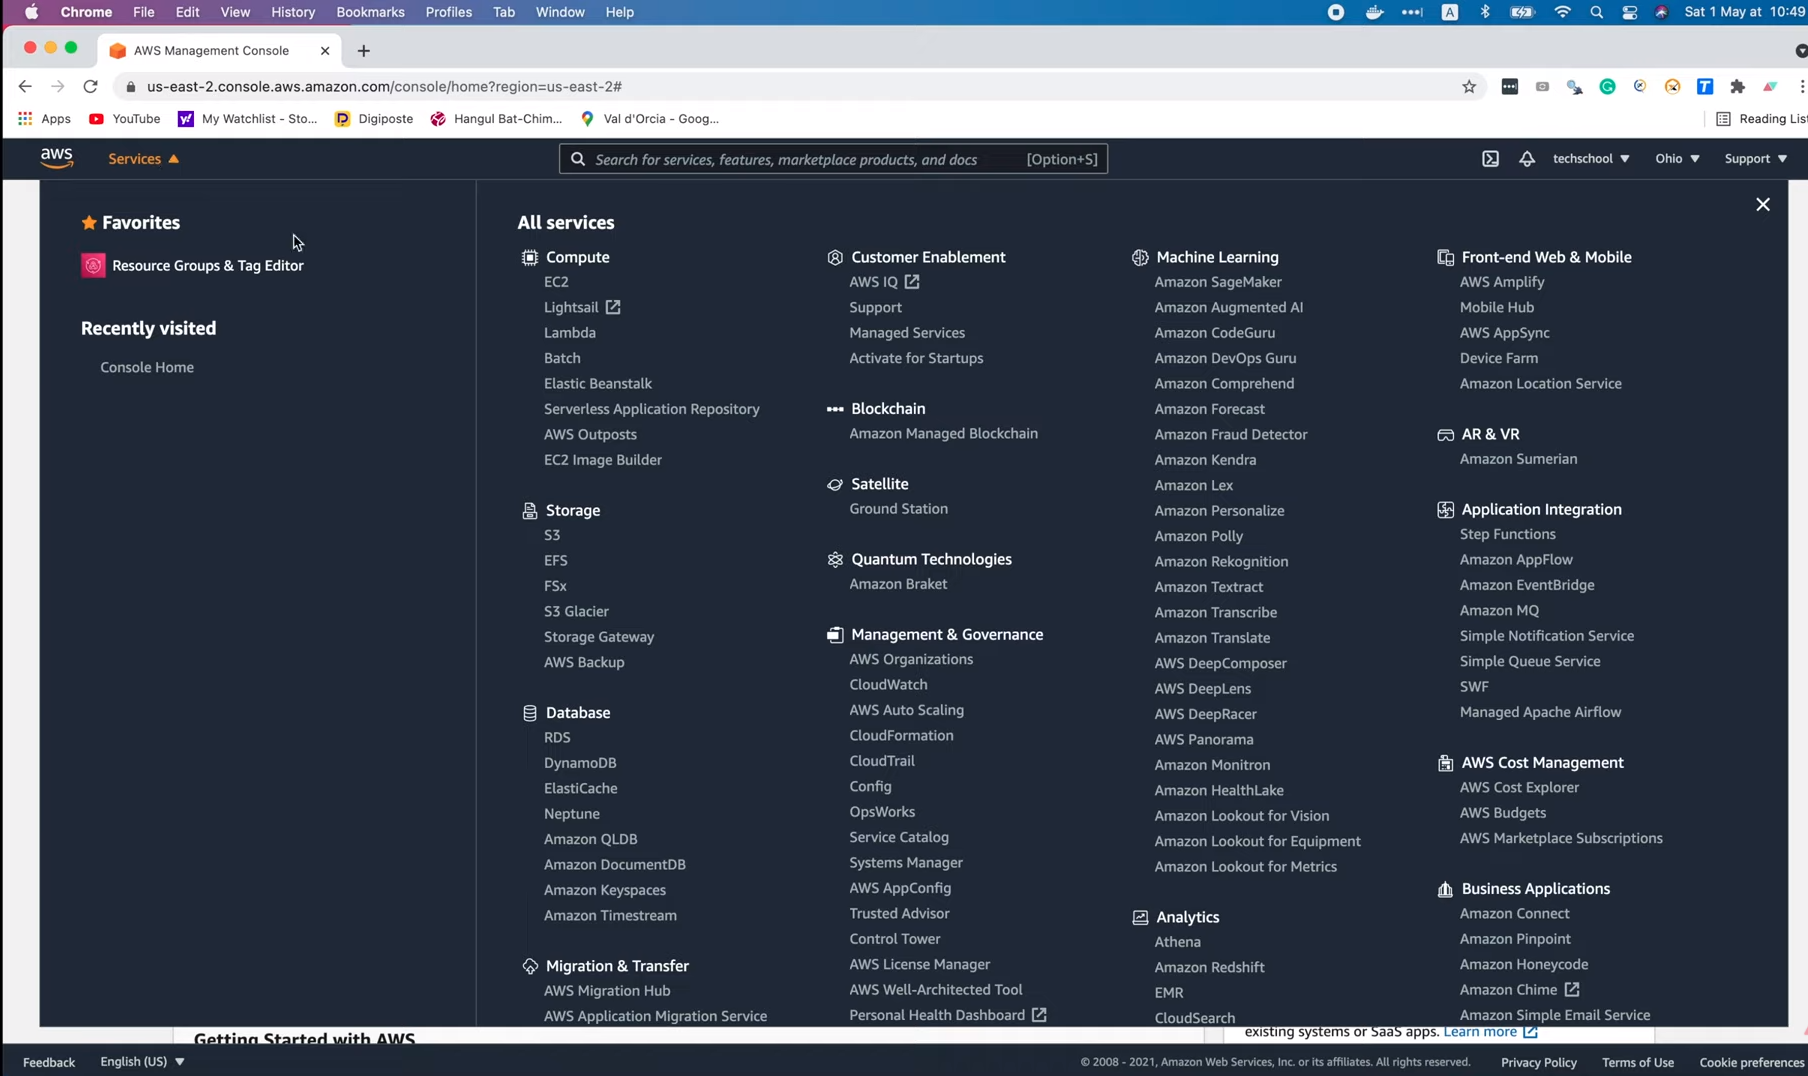 Chrome File Edit View History Bookmarks Profiles Tab Window Help
A Sat 1 May at 10:49
AWS Management Console
us-east-2.console.aws.amazon.com/console/home?region=us-east-2#
Apps YouTube My Watchlist - Sto... Digiposte Hangul Bat-Chim... Val d'Orcia - Goog... Reading List
aws Services Search for services, features, marketplace products, and docs [Option+S] techschool Ohio Support
Favorites
Resource Groups & Tag Editor
Recently visited
Console Home
All services
Compute
EC2
Lightsail
Lambda
Batch
Elastic Beanstalk
Serverless Application Repository
AWS Outposts
EC2 Image Builder
Storage
S3
EFS
FSx
S3 Glacier
Storage Gateway
AWS Backup
Database
RDS
DynamoDB
ElastiCache
Neptune
Amazon QLDB
Amazon DocumentDB
Amazon Keyspaces
Amazon Timestream
Migration & Transfer
AWS Migration Hub
AWS Application Migration Service
Customer Enablement
AWS IQ
Support
Managed Services
Activate for Startups
Blockchain
Amazon Managed Blockchain
Satellite
Ground Station
Quantum Technologies
Amazon Braket
Management & Governance
AWS Organizations
CloudWatch
AWS Auto Scaling
CloudFormation
CloudTrail
Config
OpsWorks
Service Catalog
Systems Manager
AWS AppConfig
Trusted Advisor
Control Tower
AWS License Manager
AWS Well-Architected Tool
Personal Health Dashboard
Machine Learning
Amazon SageMaker
Amazon Augmented AI
Amazon CodeGuru
Amazon DevOps Guru
Amazon Comprehend
Amazon Forecast
Amazon Fraud Detector
Amazon Kendra
Amazon Lex
Amazon Personalize
Amazon Polly
Amazon Rekognition
Amazon Textract
Amazon Transcribe
Amazon Translate
AWS DeepComposer
AWS DeepLens
AWS DeepRacer
AWS Panorama
Amazon Monitron
Amazon HealthLake
Amazon Lookout for Vision
Amazon Lookout for Equipment
Amazon Lookout for Metrics
Analytics
Athena
Amazon Redshift
EMR
CloudSearch
Front-end Web & Mobile
AWS Amplify
Mobile Hub
AWS AppSync
Device Farm
Amazon Location Service
AR & VR
Amazon Sumerian
Application Integration
Step Functions
Amazon AppFlow
Amazon EventBridge
Amazon MQ
Simple Notification Service
Simple Queue Service
SWF
Managed Apache Airflow
AWS Cost Management
AWS Cost Explorer
AWS Budgets
AWS Marketplace Subscriptions
Business Applications
Amazon Connect
Amazon Pinpoint
Amazon Honeycode
Amazon Chime
Amazon Simple Email Service
Getting Started with AWS
existing systems or SaaS apps. Learn more
Feedback English (US) © 2008 - 2021, Amazon Web Services, Inc. or its affiliates. All rights reserved. Privacy Policy Terms of Use Cookie preferences